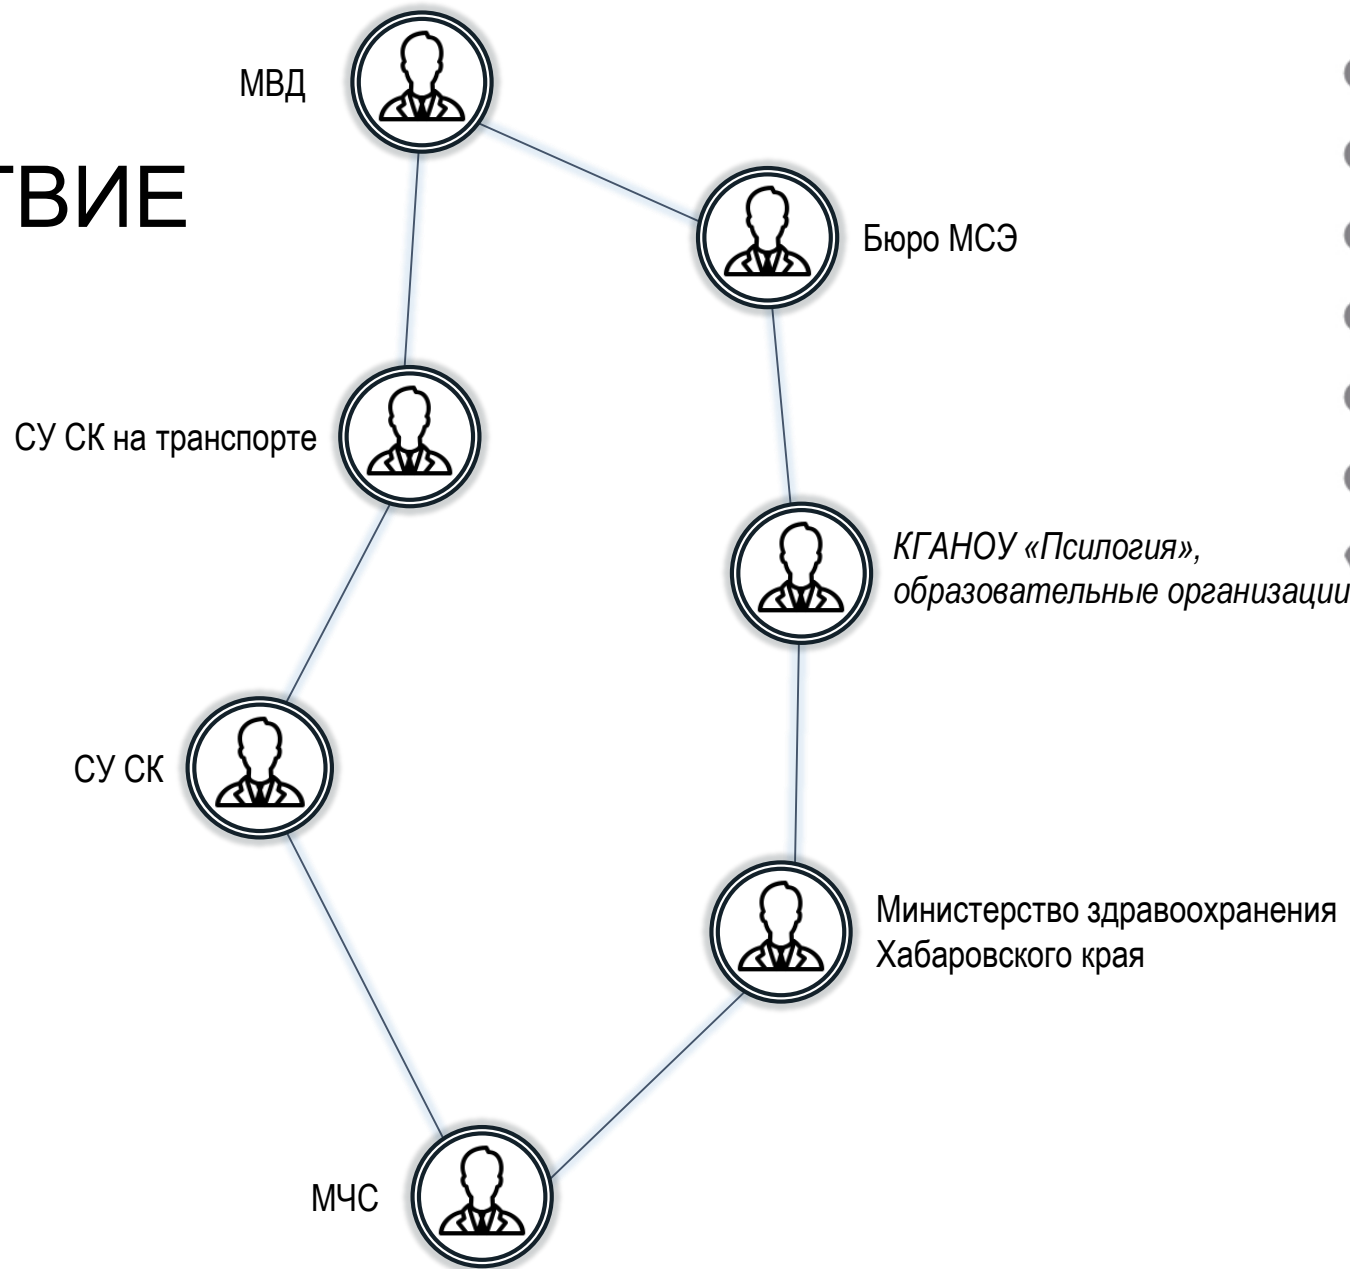 МВД
ТВИЕ
Бюро МСЭ
СУ СК на транспорте
КГАНОУ «Псилогия»,
образовательные организации
СУ СК
Министерство здравоохранения
Хабаровского края
МЧС